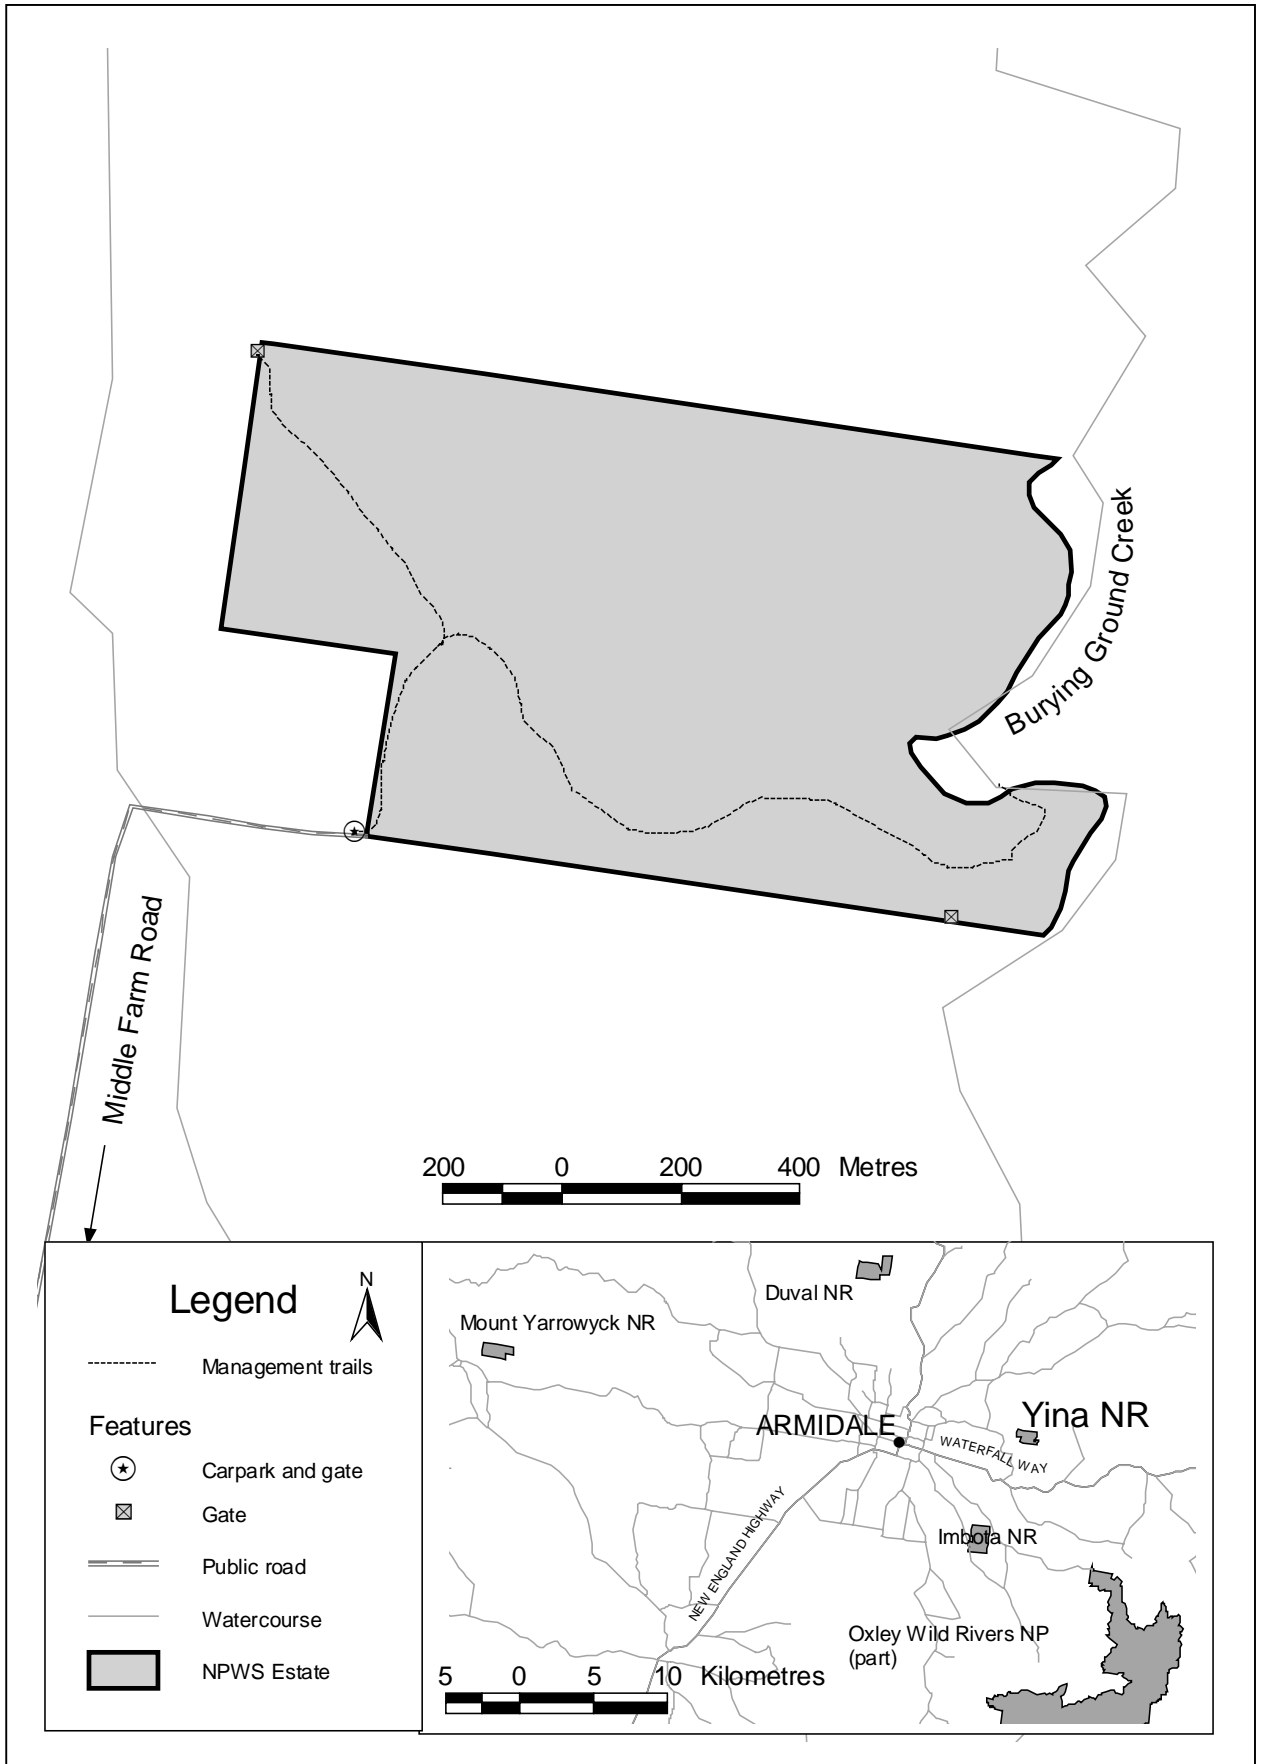 Burying Ground Creek
Middle Farm Road
200 0 200 400 Metres
Legend
N
Management trails
Features
Carpark and gate
Gate
Public road
Watercourse
NPWS Estate
Duval NR
Mount Yarrowyck NR
Yina NR
ARMIDALE
WATERFALL WAY
NEW ENGLAND HIGHWAY
Imbota NR
Oxley Wild Rivers NP
(part)
5 0 5 10 Kilometres